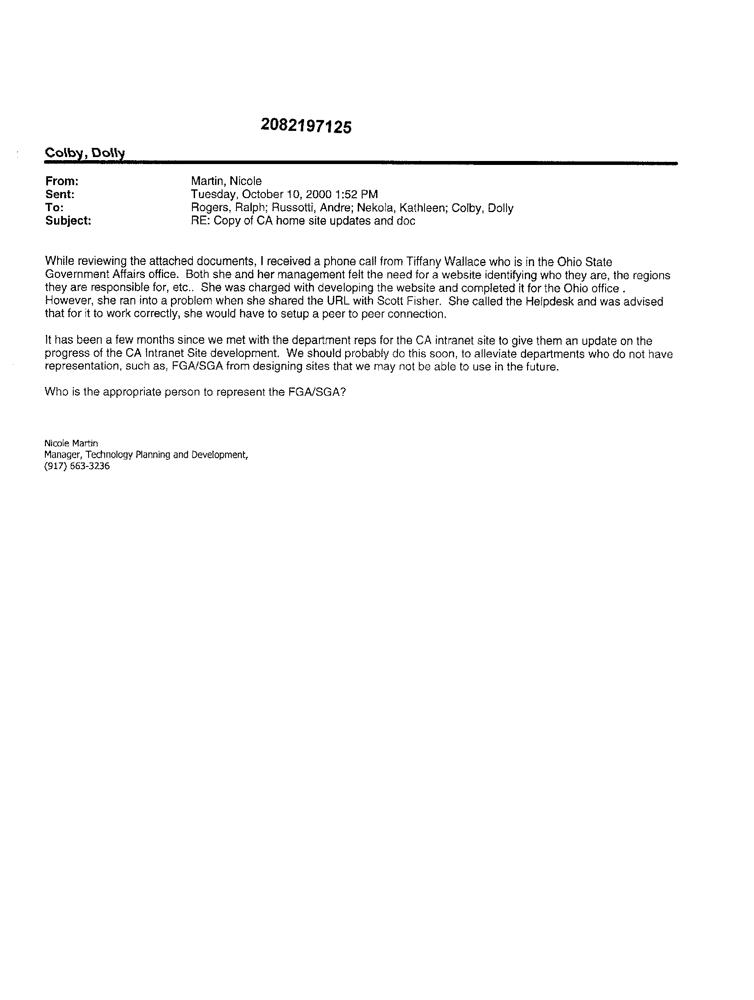 2082197125
Colby, Dolly
From: Martin, Nicole
Sent: Tuesday, October 10, 2000 1:52 PM
To: Rogers, Ralph; Russotti, Andre; Nekola, Kathleen; Colby, Dolly
Subject: RE: Copy of CA home site updates and doc
While reviewing the attached documents, I received a phone call from Tiffany Wallace who is in the Ohio State
Government Affairs office.  Both she and her management felt the need for a website identifying who they are, the regions
they are responsible for, etc..  She was charged with developing the website and completed it for the Ohio office .
However, she ran into a problem when she shared the URL with Scott Fisher.  She called the Helpdesk and was advised
that for it to work correctly, she would have to setup a peer to peer connection.
It has been a few months since we met with the department reps for the CA intranet site to give them an update on the
progress of the CA Intranet Site development.  We should probably do this soon, to alleviate departments who do not have
representation, such as, FGA/SGA from designing sites that we may not be able to use in the future.
Who is the appropriate person to represent the FGA/SGA?
Nicole Martin
Manager, Technology Planning and Development,
(917) 663-3236